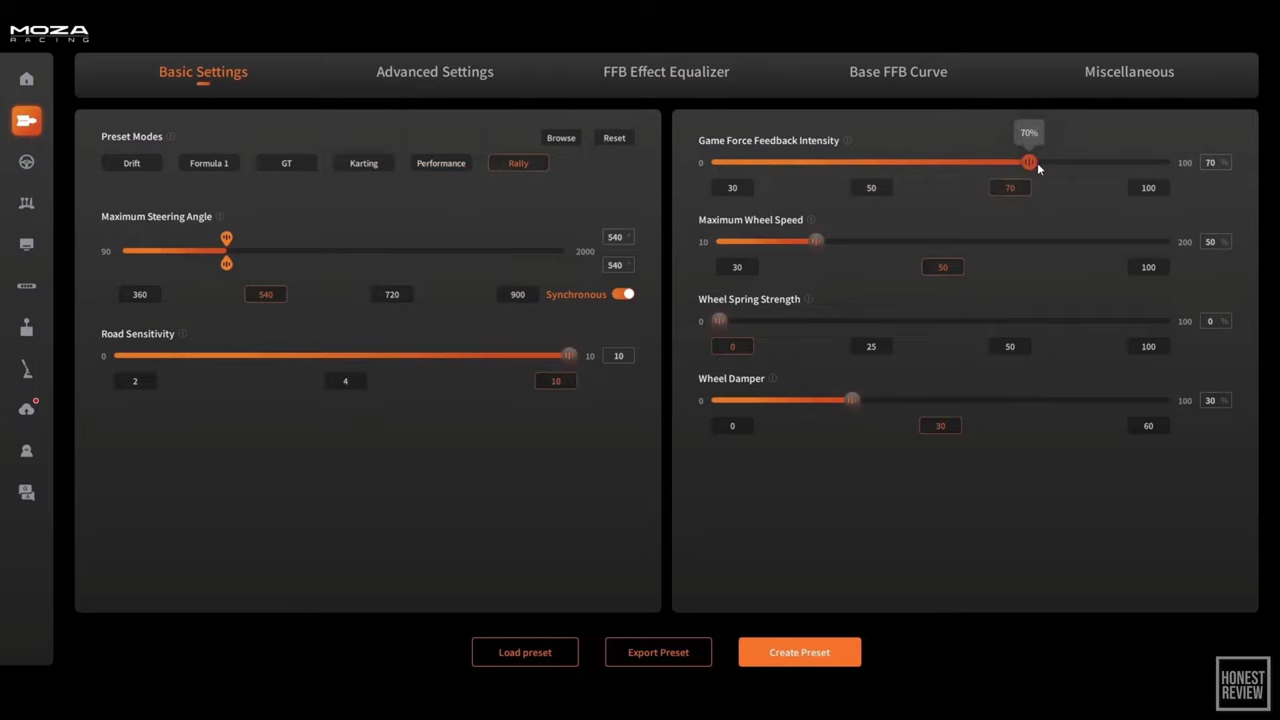 MOZA
RACING
Basic Settings
Advanced Settings
FFB Effect Equalizer
Base FFB Curve
Miscellaneous
Preset Modes
Browse
Reset
Drift
Formula 1
GT
Karting
Performance
Rally
Maximum Steering Angle
90
2000
540 °
540 °
360
540
720
900
Synchronous
Road Sensitivity
0
10
10
2
4
10
Game Force Feedback Intensity
70%
0
100
70 %
30
50
70
100
Maximum Wheel Speed
10
200
50 %
30
50
100
Wheel Spring Strength
0
100
0 %
0
25
50
100
Wheel Damper
0
100
30 %
0
30
60
Load preset
Export Preset
Create Preset
HONEST
REVIEW